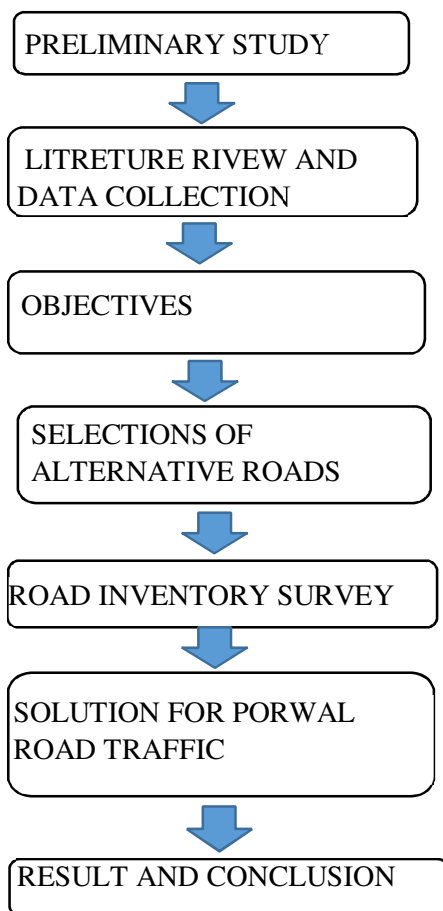 PRELIMINARY STUDY
LITRETURE RIVEW AND
DATA COLLECTION
OBJECTIVES
SELECTIONS OF
ALTERNATIVE ROADS
ROAD INVENTORY SURVEY
SOLUTION FOR PORWAL
ROAD TRAFFIC
RESULT AND CONCLUSION